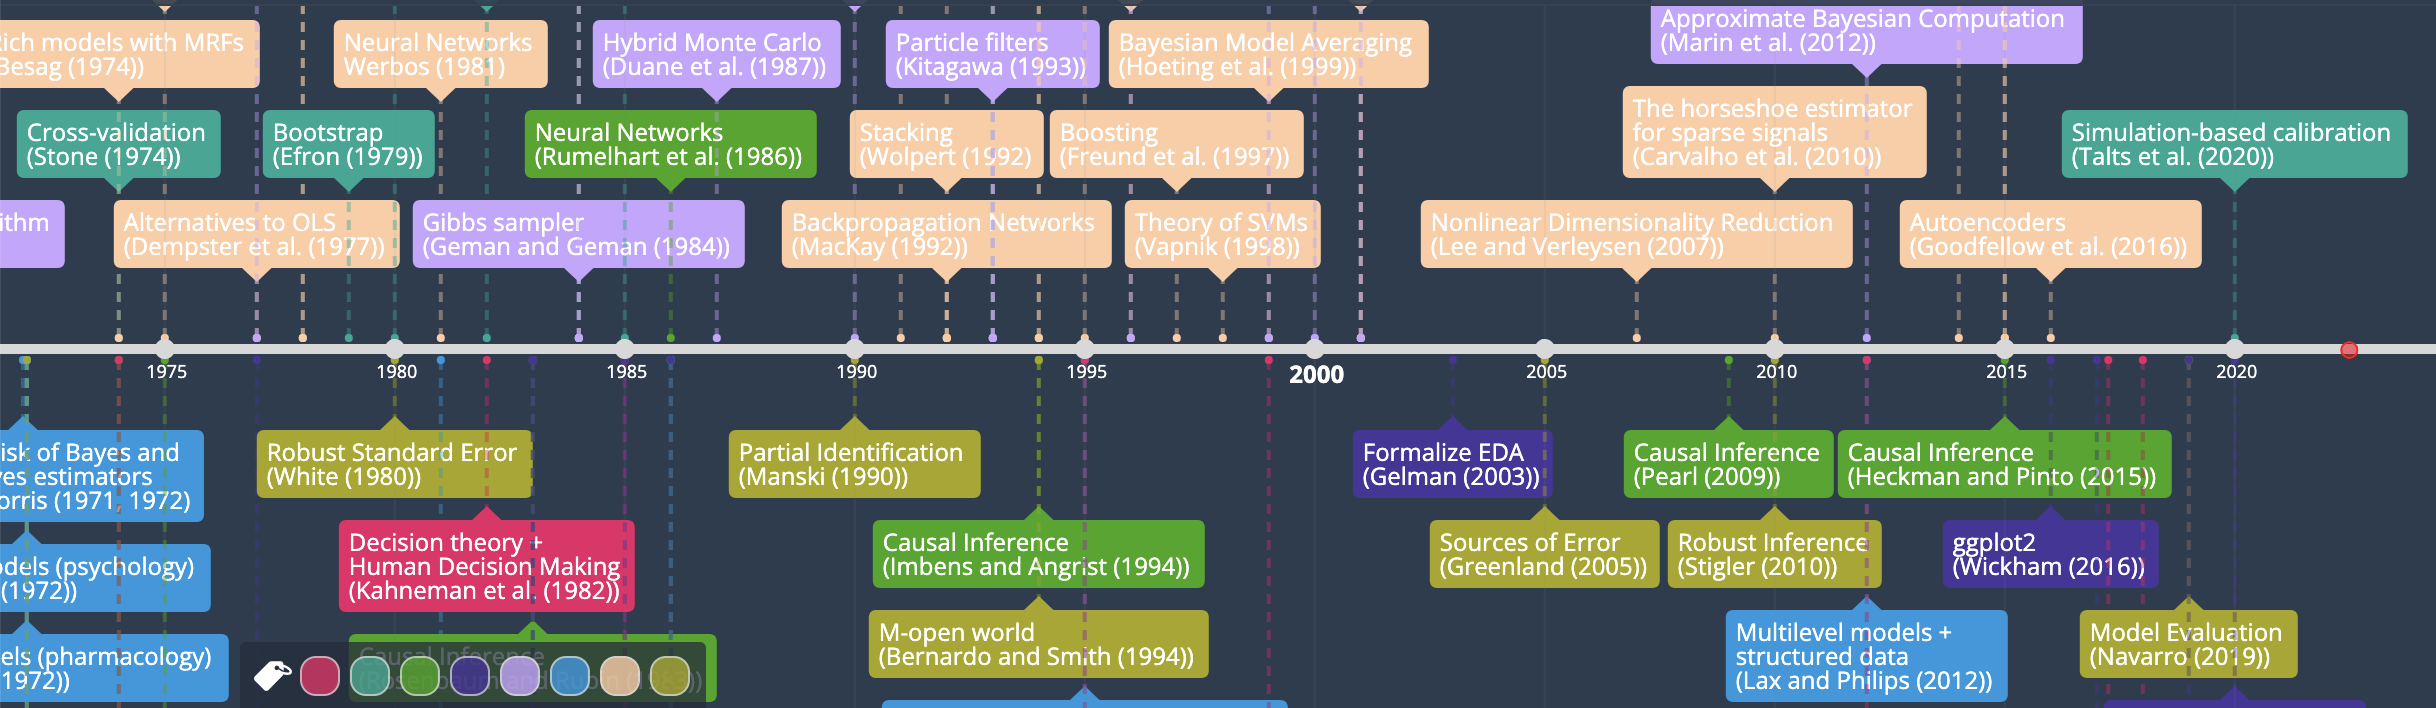 Rich models with MRFs
Besag (1974))
Neural Networks
Werbos (1981)
Hybrid Monte Carlo
(Duane et al. (1987))
Particle filters
(Kitagawa (1993))
Bayesian Model Averaging
(Hoeting et al. (1999))
Approximate Bayesian Computation
(Marin et al. (2012))
Cross-validation
(Stone (1974))
Bootstrap
(Efron (1979))
Neural Networks
(Rumelhart et al. (1986))
Stacking
(Wolpert (1992)
Boosting
(Freund et al. (1997))
The horseshoe estimator
for sparse signals
(Carvalho et al. (2010))
Simulation-based calibration
(Talts et al. (2020))
ithm
Alternatives to OLS
(Dempster et al. (1977))
Gibbs sampler
(Geman and Geman (1984))
Backpropagation Networks
(MacKay (1992))
Theory of SVMs
(Vapnik (1998))
Nonlinear Dimensionality Reduction
(Lee and Verleysen (2007))
Autoencoders
(Goodfellow et al. (2016))
1975
1980
1985
1990
1995
2000
2005
2010
2015
2020
isk of Bayes and
yes estimators
orris (1971, 1972)
Robust Standard Error
(White (1980))
Partial Identification
(Manski (1990))
Formalize EDA
(Gelman (2003))
Causal Inference
(Pearl (2009))
Causal Inference
(Heckman and Pinto (2015))
odels (psychology)
(1972))
Decision theory +
Human Decision Making
(Kahneman et al. (1982))
Causal Inference
(Imbens and Angrist (1994))
Sources of Error
(Greenland (2005))
Robust Inference
(Stigler (2010))
ggplot2
(Wickham (2016))
els (pharmacology)
1972))
Causal Inference
(Rosenbaum and Rubin (1983))
M-open world
(Bernardo and Smith (1994))
Multilevel models +
structured data
(Lax and Philips (2012))
Model Evaluation
(Navarro (2019))